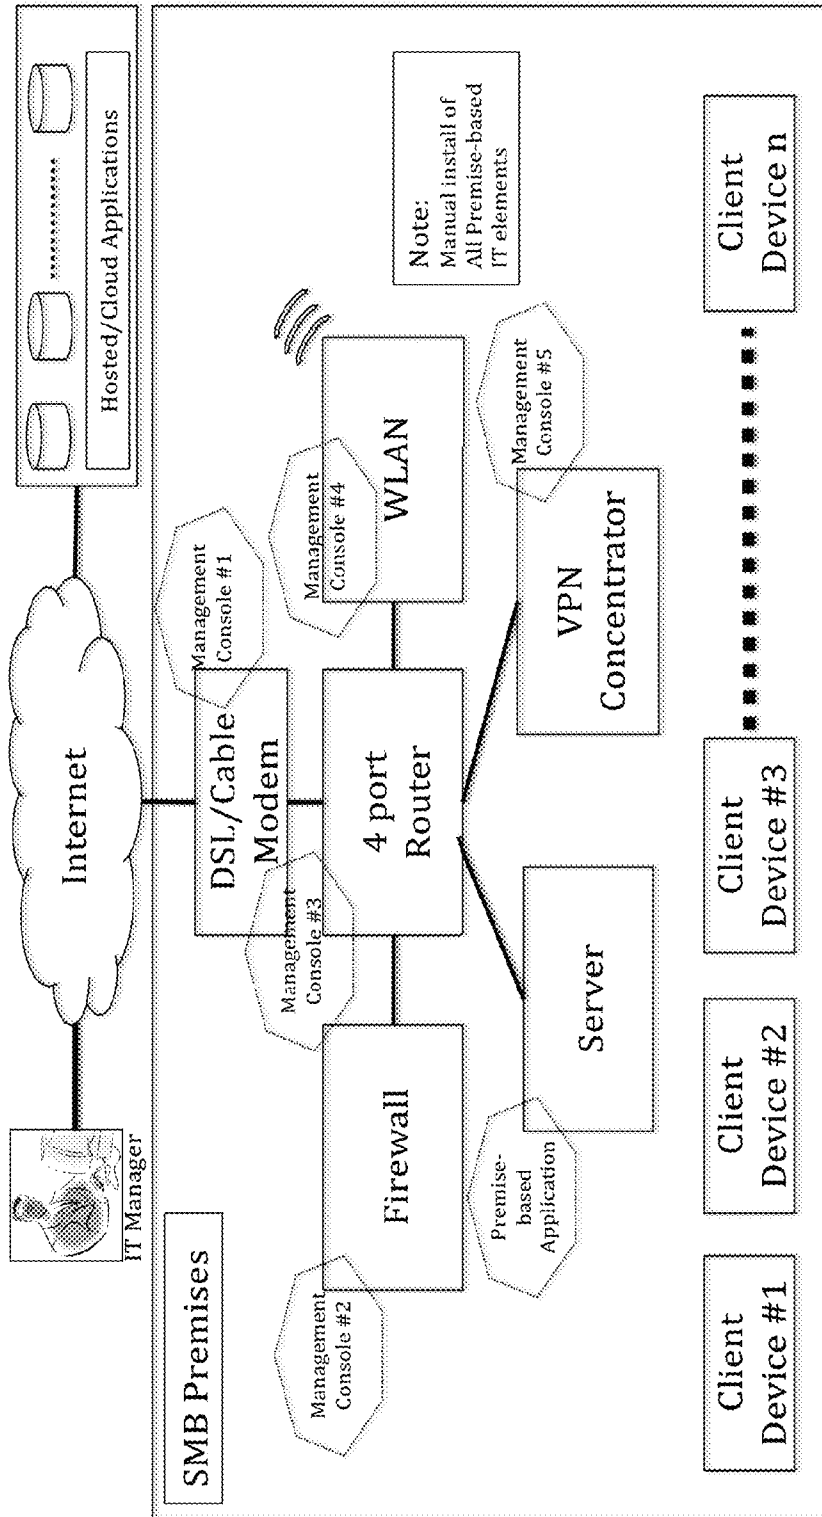 IT Manager
Internet
Hosted/Cloud Applications
SMB Premises
DSL/Cable
Modem
Management
Console #1
Management
Console #2
Firewall
Management
Console #3
4 port
Router
Management
Console #4
WLAN
Note:
Manual install of
All Premise-based
IT elements
Premise-
based
Application
Server
VPN
Concentrator
Management
Console #5
Client
Device #1
Client
Device #2
Client
Device #3
Client
Device n